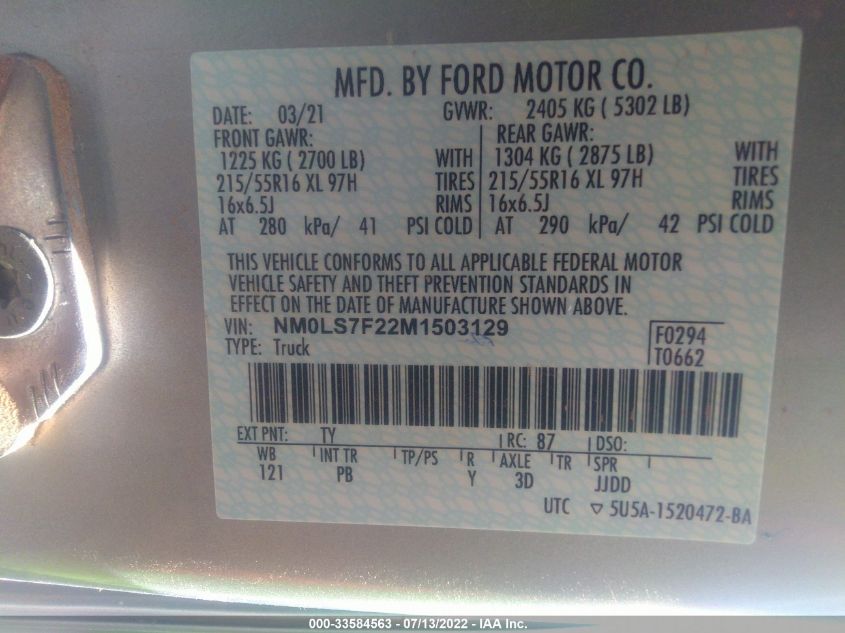 MFD. BY FORD MOTOR CO.
DATE: 03/21 GVWR: 2405 KG ( 5302 LB)
FRONT GAWR: REAR GAWR:
1225 KG ( 2700 LB) WITH 1304 KG ( 2875 LB) WITH
215/55R16 XL 97H TIRES 215/55R16 XL 97H TIRES
16x6.5J RIMS 16x6.5J RIMS
AT 280 kPa/ 41 PSI COLD AT 290 kPa/ 42 PSI COLD
THIS VEHICLE CONFORMS TO ALL APPLICABLE FEDERAL MOTOR
VEHICLE SAFETY AND THEFT PREVENTION STANDARDS IN
EFFECT ON THE DATE OF MANUFACTURE SHOWN ABOVE.
VIN: NM0LS7F22M1503129 F0294
TYPE: Truck T0662
EXT PNT: TY RC: 87 DSO:
WB INT TR TP/PS R AXLE TR SPR
121 PB Y 3D JJDD
UTC ▽ 5U5A-1520472-BA
000-33584563 - 07/13/2022 - IAA Inc.